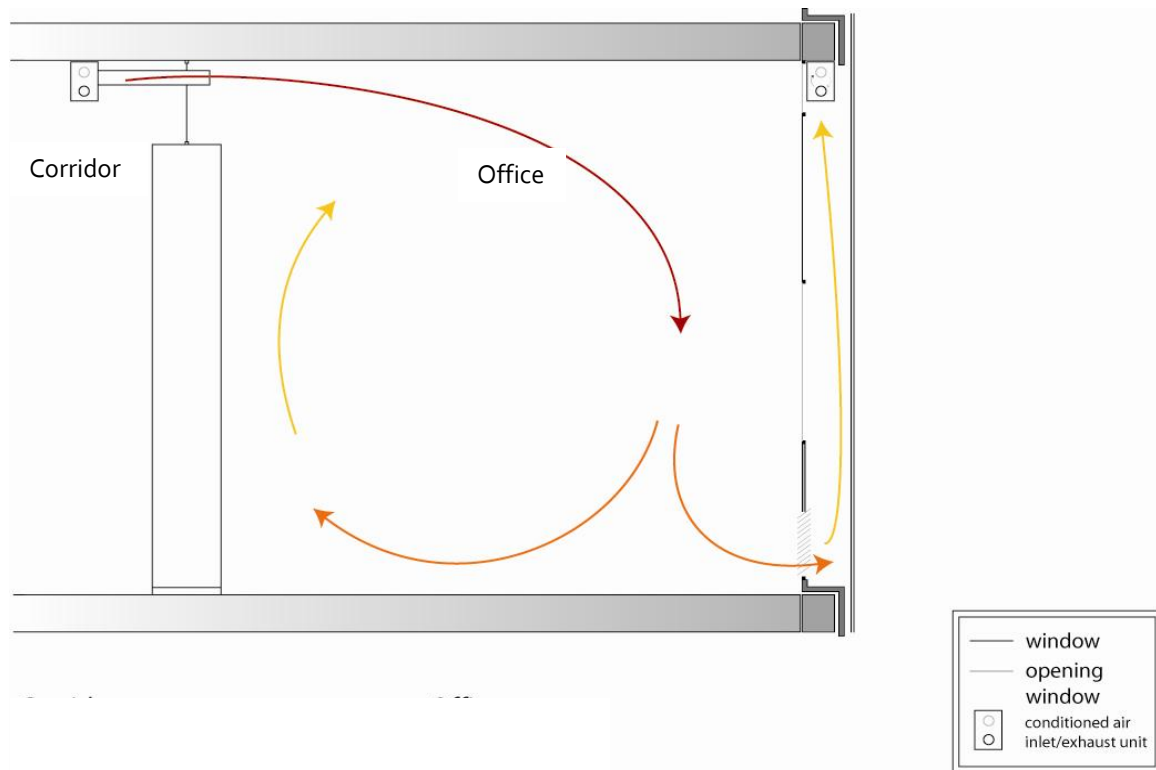 Corridor
Office
window
opening
window
conditioned air
inlet/exhaust unit